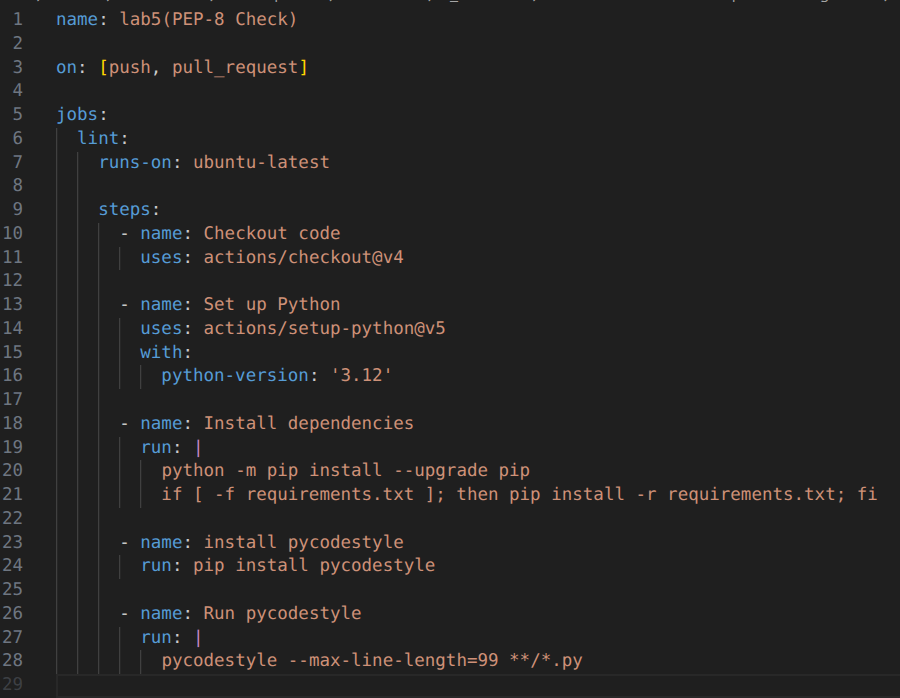 1 name: lab5(PEP-8 Check)
2
3 on: [push, pull_request]
4
5 jobs:
6   lint:
7     runs-on: ubuntu-latest
8
9     steps:
10       - name: Checkout code
11         uses: actions/checkout@v4
12
13       - name: Set up Python
14         uses: actions/setup-python@v5
15         with:
16           python-version: '3.12'
17
18       - name: Install dependencies
19         run: |
20           python -m pip install --upgrade pip
21           if [ -f requirements.txt ]; then pip install -r requirements.txt; fi
22
23       - name: install pycodestyle
24         run: pip install pycodestyle
25
26       - name: Run pycodestyle
27         run: |
28           pycodestyle --max-line-length=99 **/*.py
29